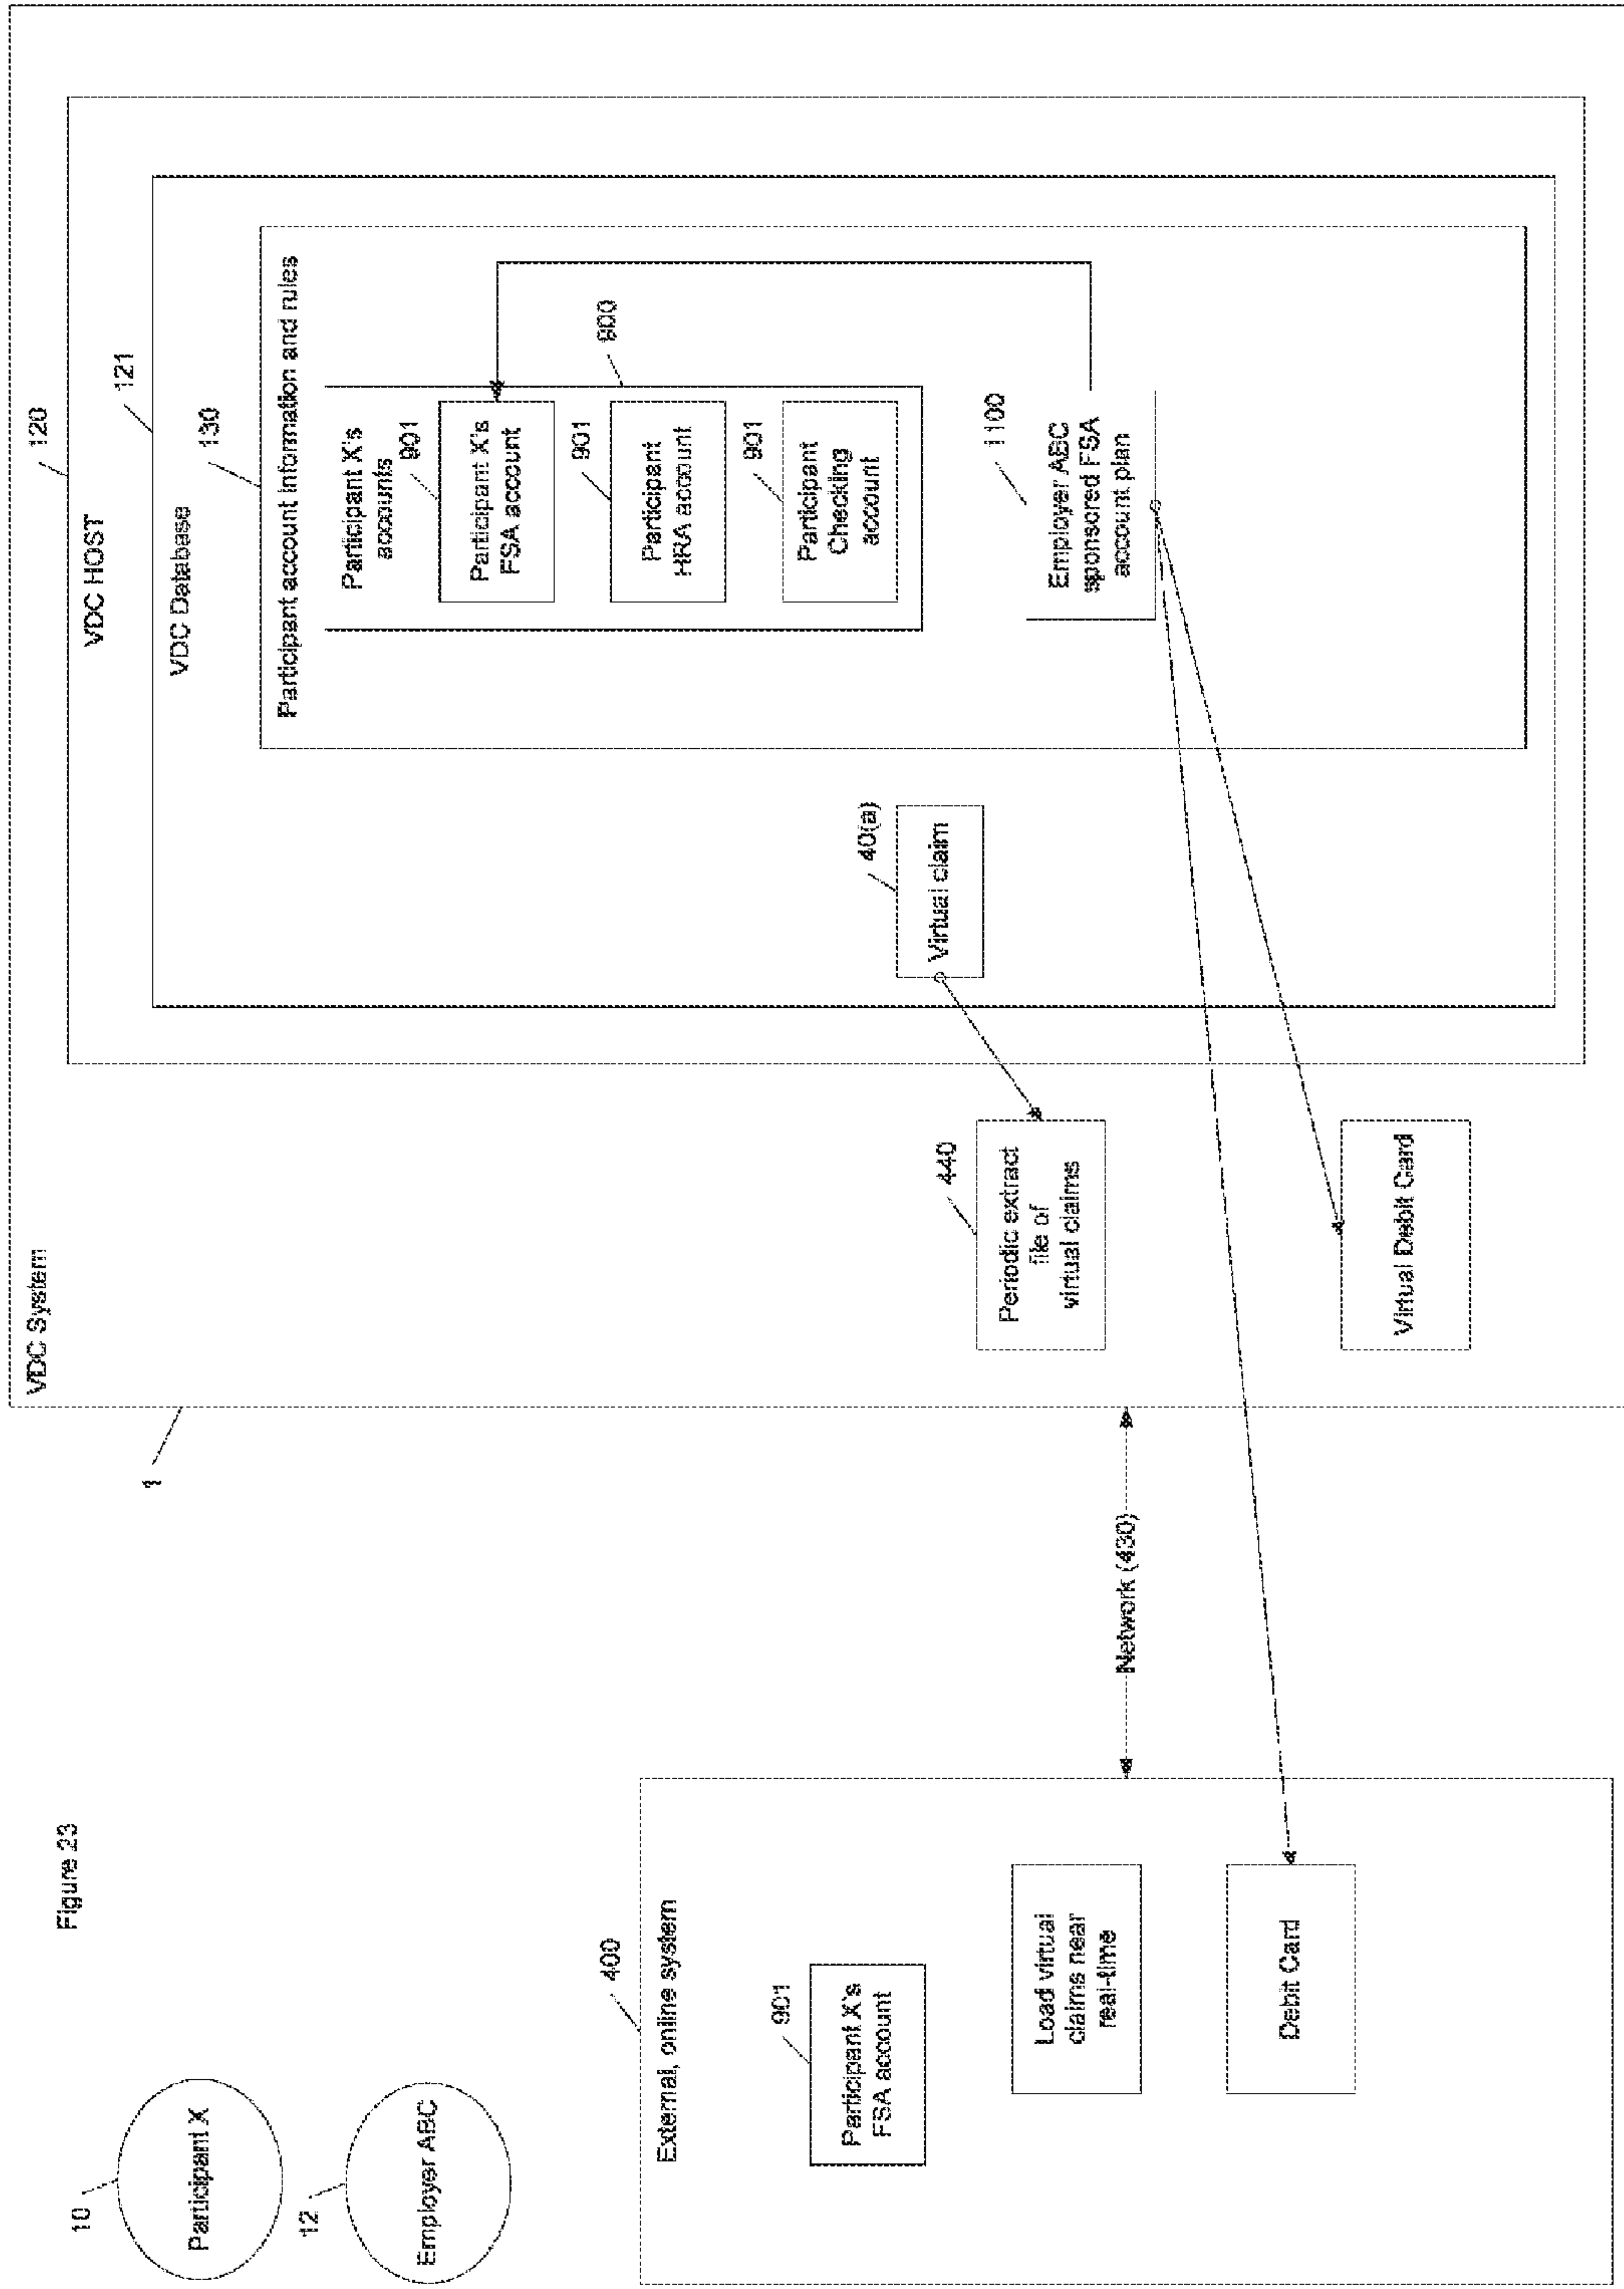 Figure 23
10
Participant X
12
Employer ABC
400
External, online system
901
Participant X's
FSA account
Load virtual
claims near
real-time
Debit Card
Network (430)
1
VDC System
120
VDC HOST
121
VDC Database
130
Participant account information and rules
Participant X's
accounts
900
901
Participant X's
FSA account
901
Participant
HRA account
901
Participant
Checking
account
1100
Employer ABC
sponsored FSA
account plan
40(a)
Virtual claim
440
Periodic extract
file of
virtual claims
Virtual Debit Card